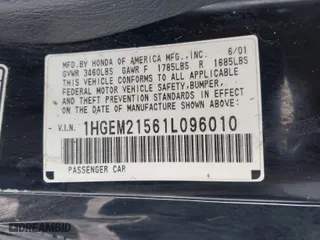 MFD.BY HONDA OF AMERICA MFG.,INC. 6/01
GVWR 3460LBS GAWR F 1785LBS R 1685LBS
THIS VEHICLE CONFORMS TO ALL APPLICABLE
FEDERAL MOTOR VEHICLE SAFETY,BUMPER,
AND THEFT PREVENTION STANDARDS IN
EFFECT ON THE DATE OF MANUFACTURE SHOWN
ABOVE.
V.I.N. 1HGEM21561L096010
PASSENGER CAR
DREAMBID